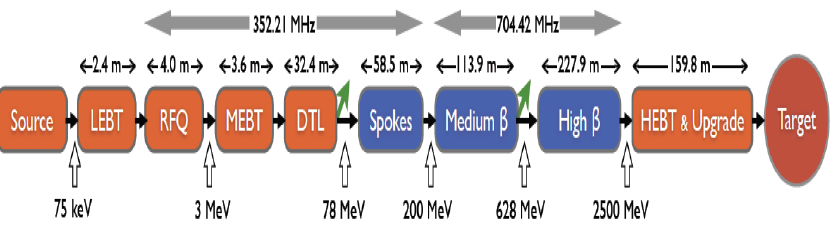 352.21 MHz 704.42 MHz
2.4 m 4.0 m 3.6 m 32.4 m 58.5 m 113.9 m 227.9 m 159.8 m
Source LEBT RFQ MEBT DTL Spokes Medium β High β HEBT & Upgrade Target
75 keV 3 MeV 78 MeV 200 MeV 628 MeV 2500 MeV